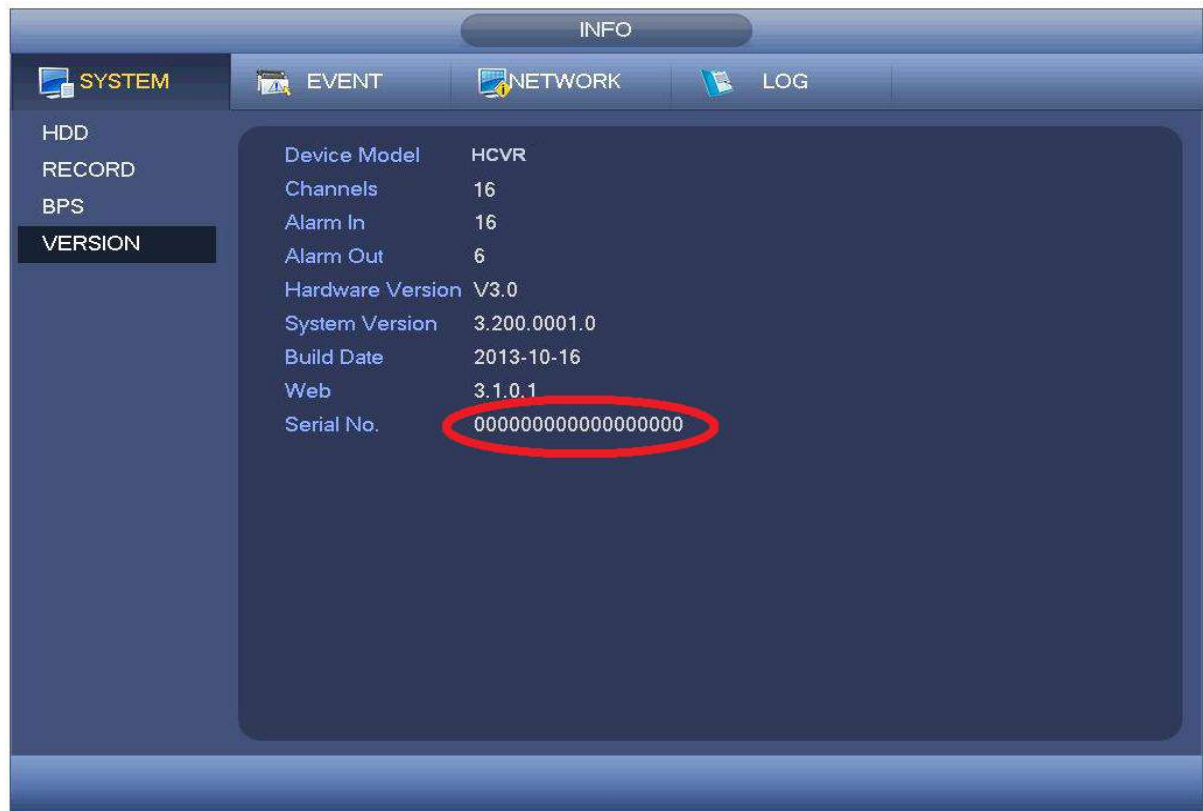 INFO
SYSTEM EVENT NETWORK LOG
HDD
RECORD
BPS
VERSION
Device Model HCVR
Channels 16
Alarm In 16
Alarm Out 6
Hardware Version V3.0
System Version 3.200.0001.0
Build Date 2013-10-16
Web 3.1.0.1
Serial No. 000000000000000000